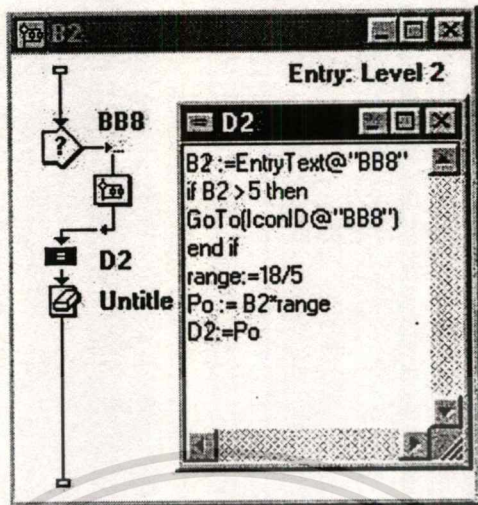 B2
Entry: Level 2
BB8
?
D2
Untitle
=
D2
B2:=EntryText@"BB8"
if B2>5 then
GoTo(IconID@"BB8")
end if
range:=18/5
Po := B2*range
D2:=Po